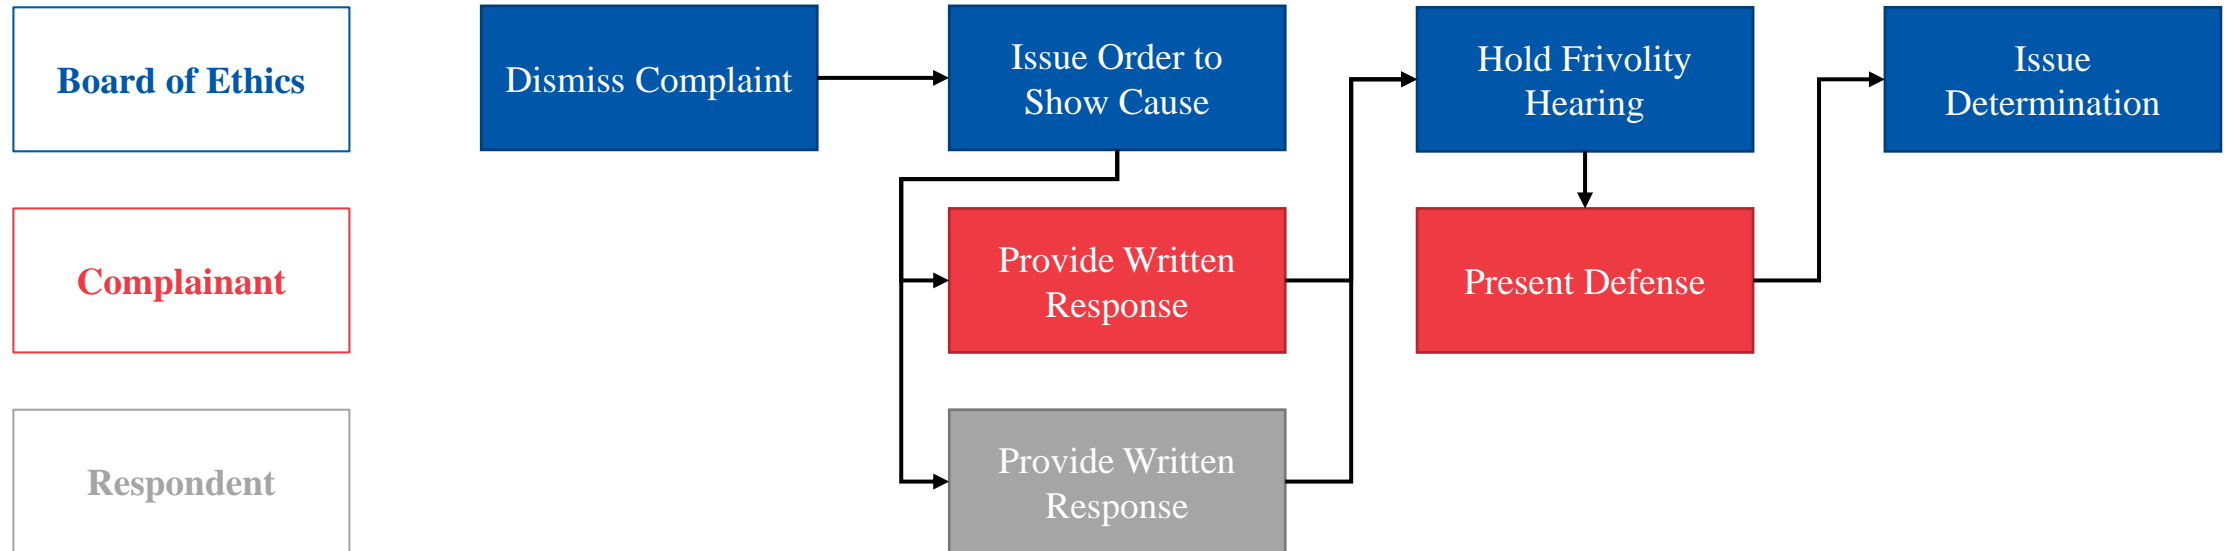 Board of Ethics
Dismiss Complaint
Issue Order to
Show Cause
Hold Frivolity
Hearing
Issue
Determination
Complainant
Provide Written
Response
Present Defense
Respondent
Provide Written
Response